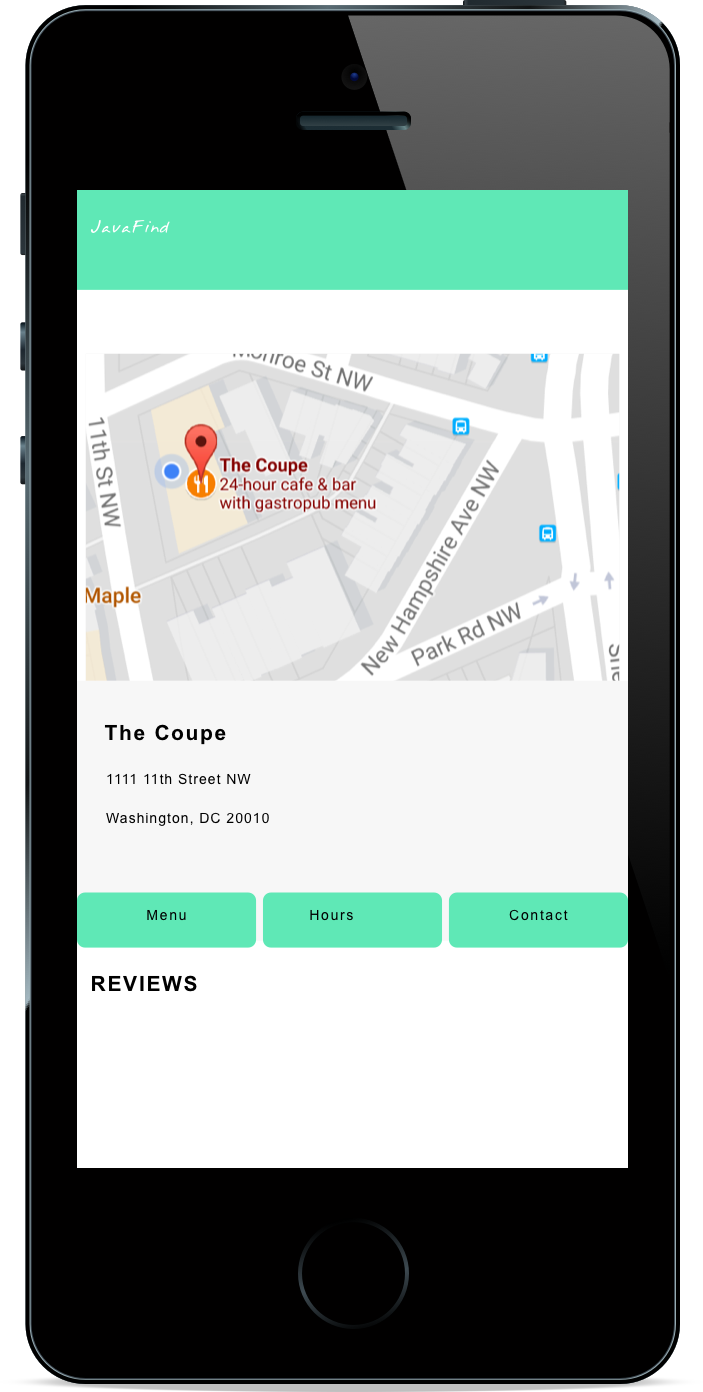 JavaFind
Monroe St NW
11th St NW
The Coupe
24-hour cafe & bar
with gastropub menu
New Hampshire Ave NW
Maple
Park Rd NW
The Coupe
1111 11th Street NW
Washington, DC 20010
Menu
Hours
Contact
REVIEWS